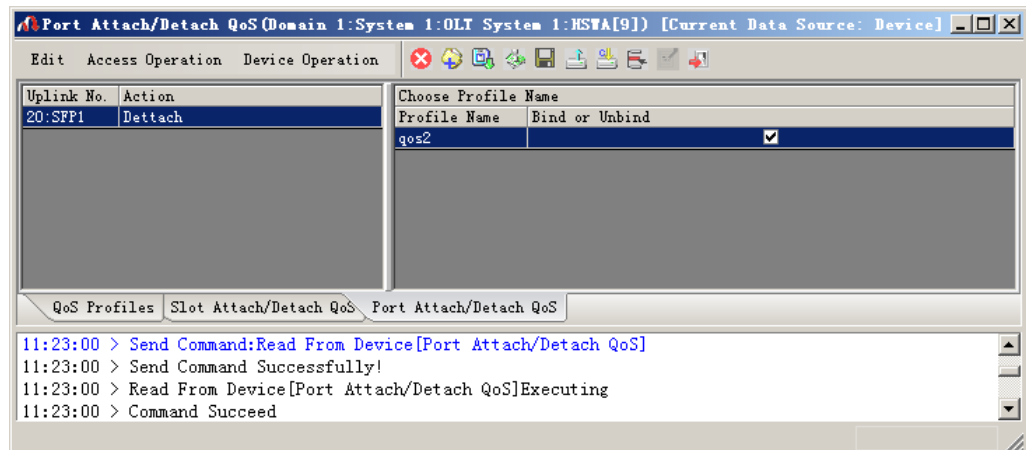 Port Attach/Detach QoS(Domain 1:System 1:OLT System 1:HSWA[9]) [Current Data Source: Device]
Edit Access Operation Device Operation
Uplink No. Action
20:SFP1 Dettach
Choose Profile Name
Profile Name Bind or Unbind
qos2
QoS Profiles Slot Attach/Detach QoS Port Attach/Detach QoS
11:23:00 > Send Command:Read From Device[Port Attach/Detach QoS]
11:23:00 > Send Command Successfully!
11:23:00 > Read From Device[Port Attach/Detach QoS]Executing
11:23:00 > Command Succeed